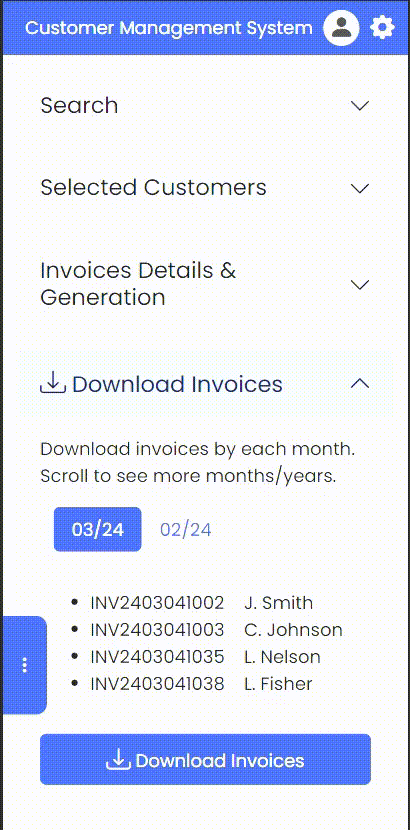 Customer Management System
Search
Selected Customers
Invoices Details &
Generation
Download Invoices
Download invoices by each month.
Scroll to see more months/years.
03/24 02/24
INV2403041002 J. Smith
INV2403041003 C. Johnson
INV2403041035 L. Nelson
INV2403041038 L. Fisher
Download Invoices